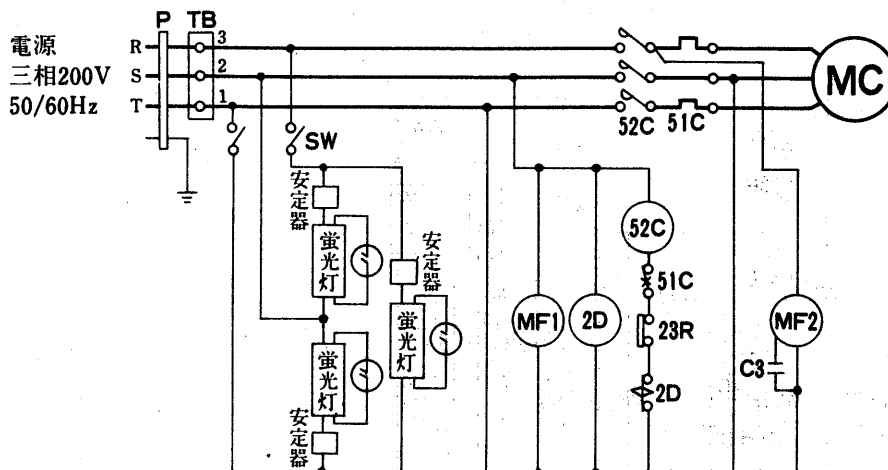 P TB
電源 R 3
三相200V S 2
50/60Hz T 1
MC
52C 51C
SW
安定器
蛍光灯
安定器
蛍光灯
蛍光灯
安定器
52C
51C
MF1 2D 23R MF2
C3
2D